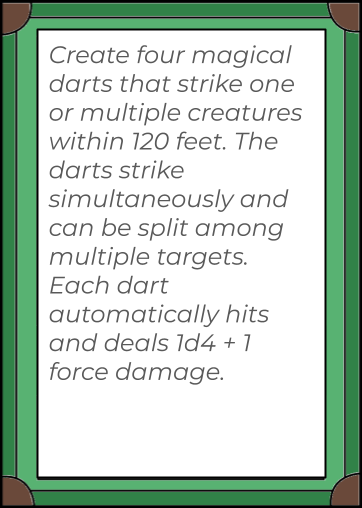 Create four magical
darts that strike one
or multiple creatures
within 120 feet. The
darts strike
simultaneously and
can be split among
multiple targets.
Each dart
automatically hits
and deals 1d4 + 1
force damage.